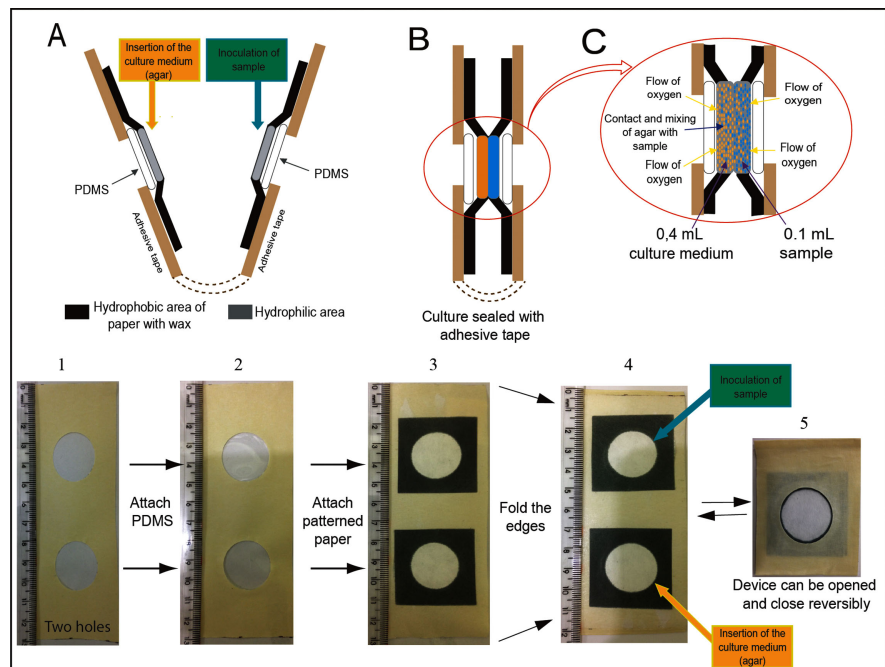 A
Insertion of the
culture medium
(agar)
Inoculation of
sample
PDMS
PDMS
Adhesive tape
Adhesive tape
Hydrophobic area of
paper with wax
Hydrophilic area
B
Culture sealed with
adhesive tape
C
Flow of
oxygen
Flow of
oxygen
Contact and mixing
of agar with
sample
Flow of
oxygen
Flow of
oxygen
0,4 mL
culture medium
0.1 mL
sample
1
Two holes
Attach
PDMS
2
Attach
patterned
paper
3
Fold the
edges
4
Inoculation of
sample
Insertion of the
culture medium
(agar)
5
Device can be opened
and close reversibly